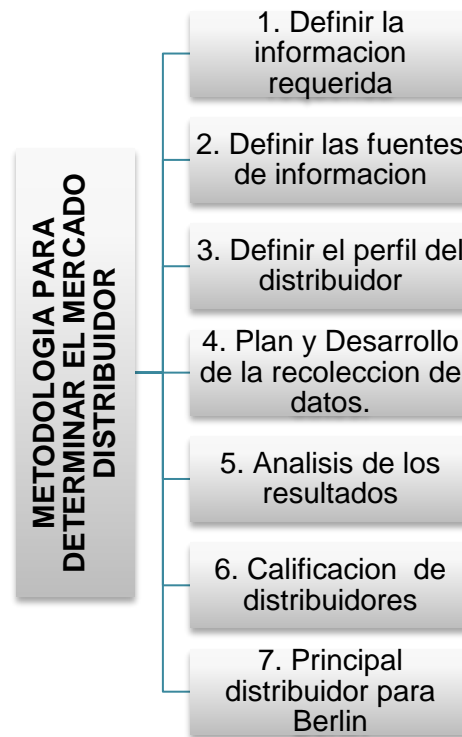 METODOLOGIA PARA
DETERMINAR EL MERCADO
DISTRIBUIDOR
1. Definir la
informacion
requerida
2. Definir las fuentes
de informacion
3. Definir el perfil del
distribuidor
4. Plan y Desarrollo
de la recoleccion de
datos.
5. Analisis de los
resultados
6. Calificacion de
distribuidores
7. Principal
distribuidor para
Berlin